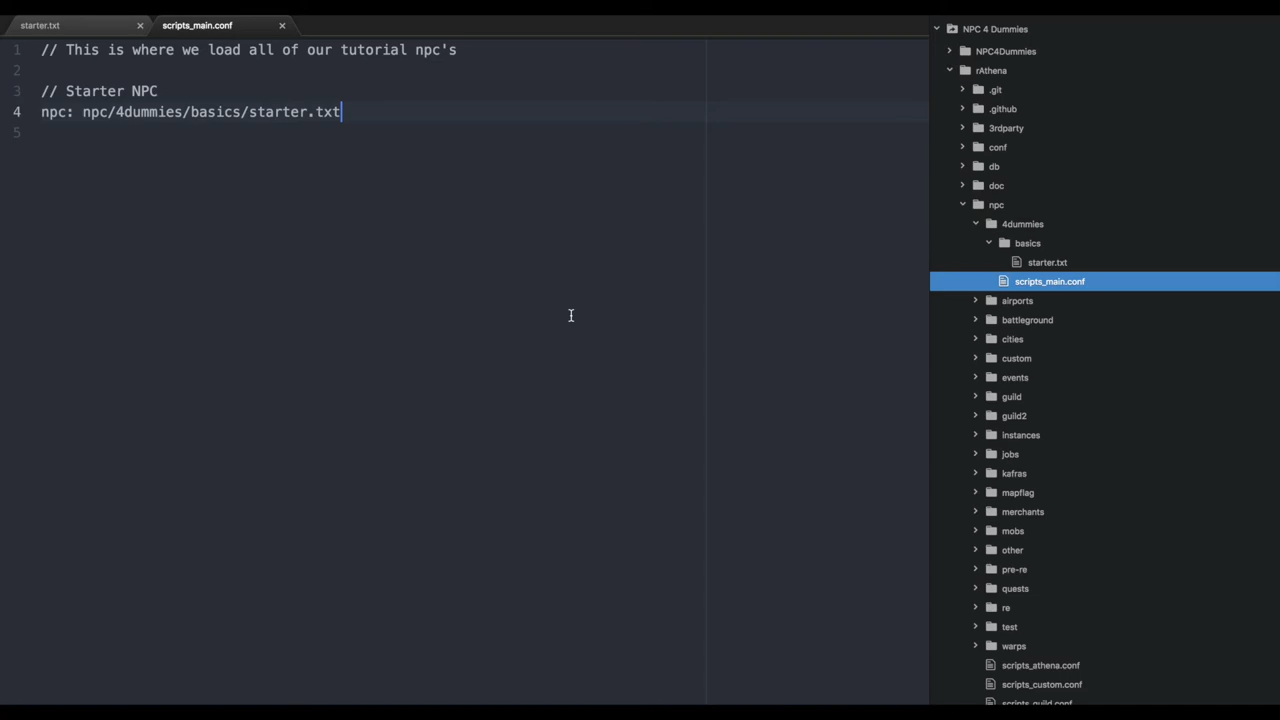 starter.txt
scripts_main.conf
1 // This is where we load all of our tutorial npc's
2
3 // Starter NPC
4 npc: npc/4dummies/basics/starter.txt
5
NPC 4 Dummies
NPC4Dummies
rAthena
.git
.github
3rdparty
conf
db
doc
npc
4dummies
basics
starter.txt
scripts_main.conf
airports
battleground
cities
custom
events
guild
guild2
instances
jobs
kafras
mapflag
merchants
mobs
other
pre-re
quests
re
test
warps
scripts_athena.conf
scripts_custom.conf
scripts_guild.conf